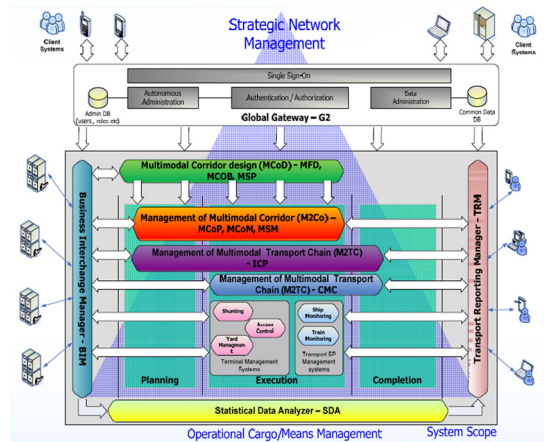 Strategic Network
Management
Client
Systems
Client
Systems
Single Sign-On
Autonomous
Administration
Authentication / Authorization
Data
Administration
Admin DB
(users, roles etc)
Global Gateway – G2
Common Data
DB
Multimodal Corridor design (MCoD) – MFD,
MCOB, MSP
Management of Multimodal Corridor (M2Co) –
MCoP, MCoM, MSM
Management of Multimodal Transport Chain (M2TC)
- ICP
Management of Multimodal Transport
Chain (M2TC) - CMC
Business Interchange Manager – BIM
Transport Reporting Manager – TRM
Shunting
Access
Control
Yard
Managmen
t
Terminal Management
Systems
Ship
Monitoring
Train
Monitoring
Transport EP
Management
systems
Planning
Execution
Completion
Statistical Data Analyzer – SDA
Operational Cargo/Means Management
System Scope